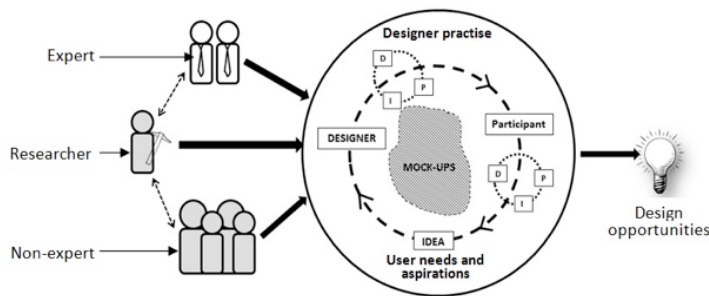 Expert
Researcher
Non-expert
Designer practise
D
P
I
DESIGNER
Participant
MOCK-UPS
D
P
I
IDEA
User needs and
aspirations
Design
opportunities